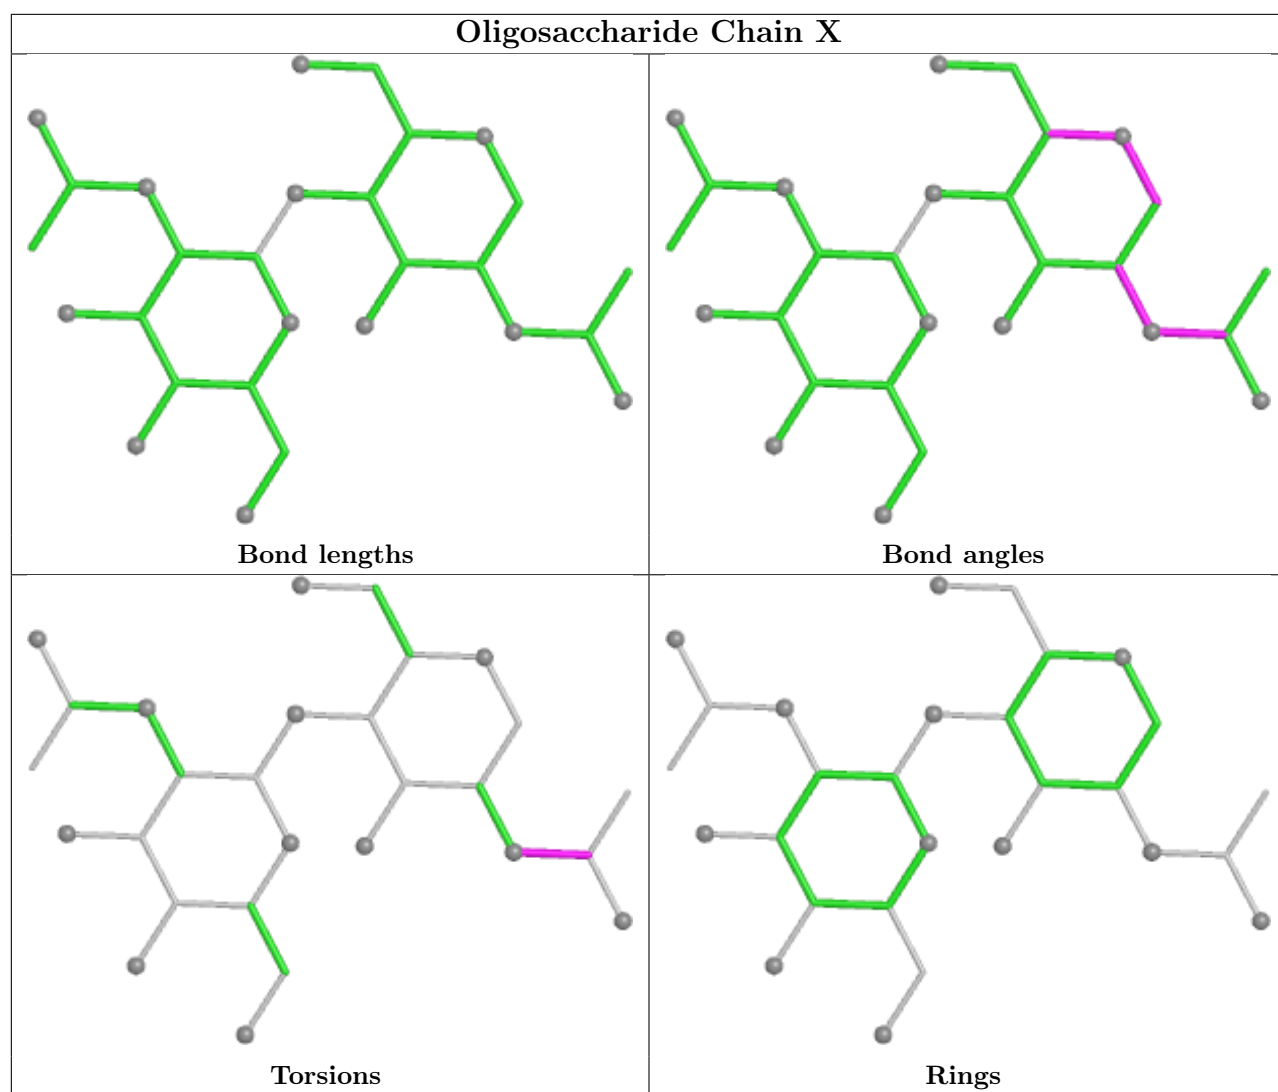 Oligosaccharide Chain X
Bond lengths
Bond angles
Torsions
Rings